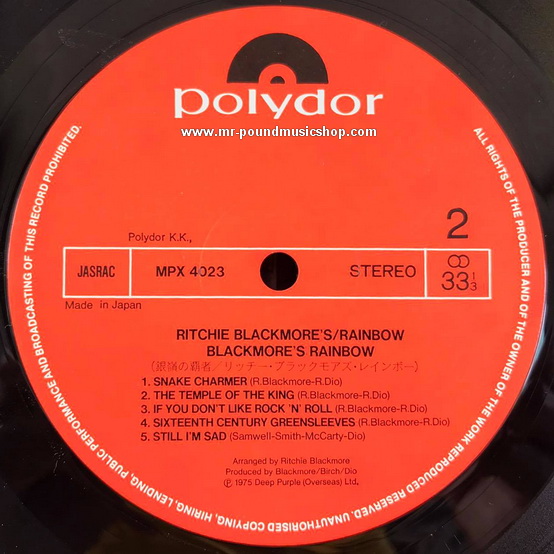 polydor
www.mr-poundmusicshop.com
ALL RIGHTS OF THE PRODUCER AND OF THE OWNER OF THE WORK REPRODUCED RESERVED. UNAUTHORISED COPYING, HIRING, LENDING, PUBLIC PERFORMANCE AND BROADCASTING OF THIS RECORD PROHIBITED.
2
Polydor K.K.,
JASRAC
MPX 4023
STEREO
33 1/3
Made in Japan
RITCHIE BLACKMORE'S/RAINBOW
BLACKMORE'S RAINBOW
(銀嶺の覇者/リッチー・ブラックモアズ・レインボー)
1. SNAKE CHARMER (R.Blackmore-R.Dio)
2. THE TEMPLE OF THE KING (R.Blackmore-R.Dio)
3. IF YOU DON'T LIKE ROCK 'N' ROLL (R.Blackmore-R.Dio)
4. SIXTEENTH CENTURY GREENSLEEVES (R.Blackmore-R.Dio)
5. STILL I'M SAD (Samwell-Smith-McCarty-Dio)
Arranged by Ritchie Blackmore
Produced by Blackmore/Birch/Dio
Ⓟ 1975 Deep Purple (Overseas) Ltd.